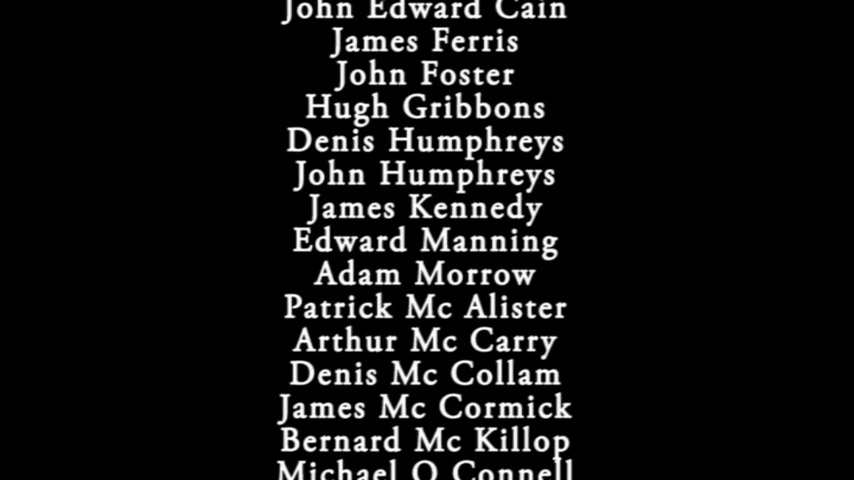 John Edward Cain
James Ferris
John Foster
Hugh Gribbons
Denis Humphreys
John Humphreys
James Kennedy
Edward Manning
Adam Morrow
Patrick Mc Alister
Arthur Mc Carry
Denis Mc Collam
James Mc Cormick
Bernard Mc Killop
Michael O Connell